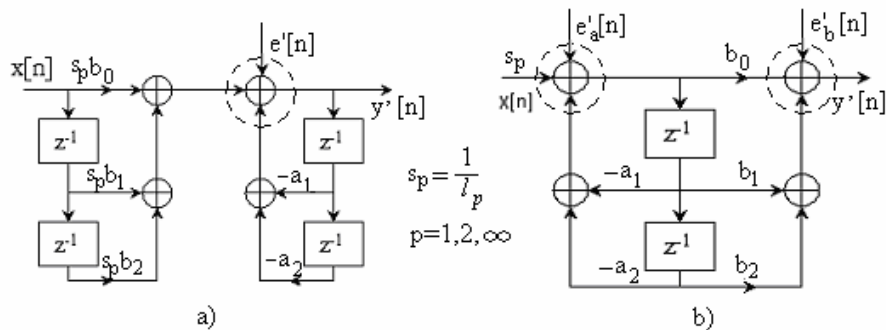 e'[n]
x[n] s_p b_0
y'[n]
z^-1 z^-1
s_p b_1 -a_1
z^-1 z^-1
s_p b_2 -a_2
a)
s_p = 1/l_p
p=1,2,∞
e'_a[n] e'_b[n]
s_p b_0
x[n] y'[n]
z^-1
-a_1 b_1
z^-1
-a_2 b_2
b)